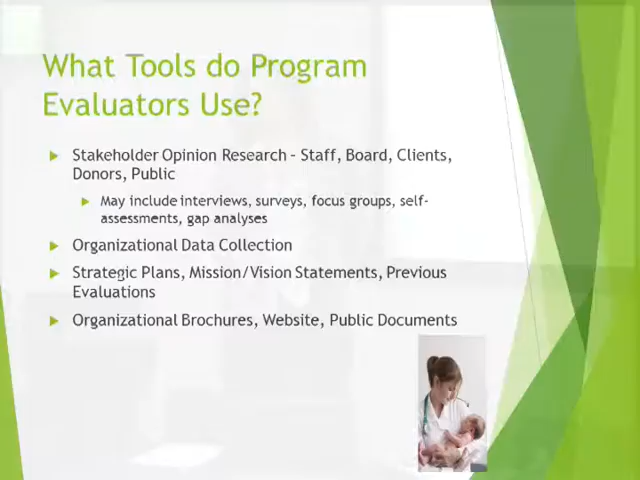 What Tools do Program
Evaluators Use?
Stakeholder Opinion Research – Staff, Board, Clients,
Donors, Public
May include interviews, surveys, focus groups, self-
assessments, gap analyses
Organizational Data Collection
Strategic Plans, Mission/Vision Statements, Previous
Evaluations
Organizational Brochures, Website, Public Documents